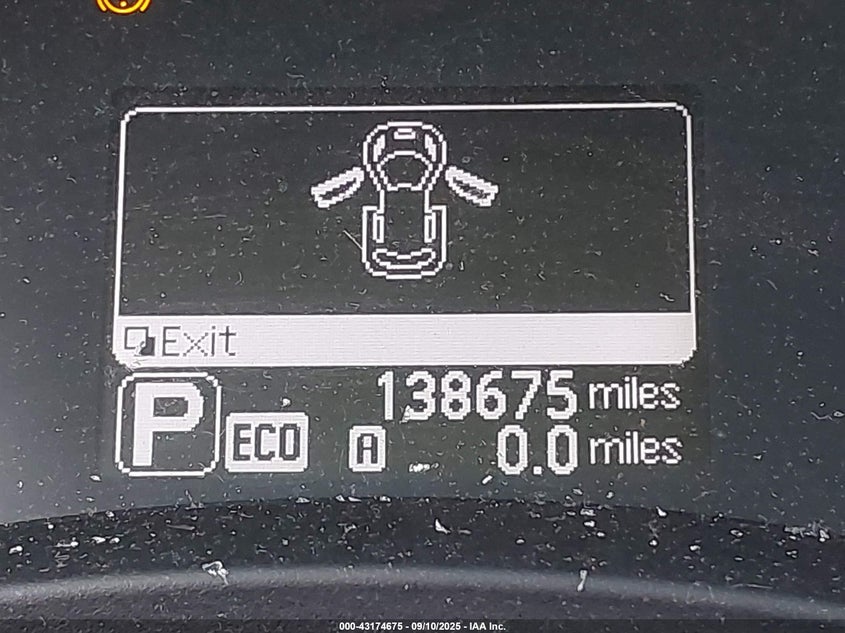 Exit
P
ECO
138675 miles
A
0.0 miles
000-43174675 - 09/10/2025 - IAA Inc.